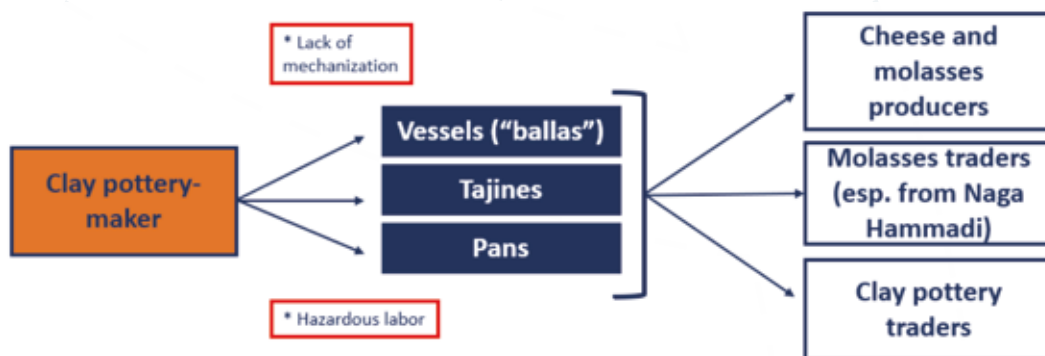 * Lack of
mechanization
Clay pottery-
maker
Vessels (“ballas”)
Tajines
Pans
* Hazardous labor
Cheese and
molasses
producers
Molasses traders
(esp. from Naga
Hammadi)
Clay pottery
traders